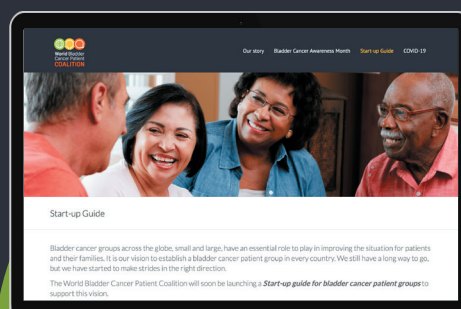 World Bladder
Cancer Patient
COALITION
Our story Bladder Cancer Awareness Month Start-up Guide COVID-19
Start-up Guide
Bladder cancer groups across the globe, small and large, have an essential role to play in improving the situation for patients
and their families, it is our vision to establish a bladder cancer patient group in every country. We still have a long way to go,
but we have started to make strides in the right direction.
The World Bladder Cancer Patient Coalition will soon be launching a Start-up guide for bladder cancer patient groups to
support this vision.